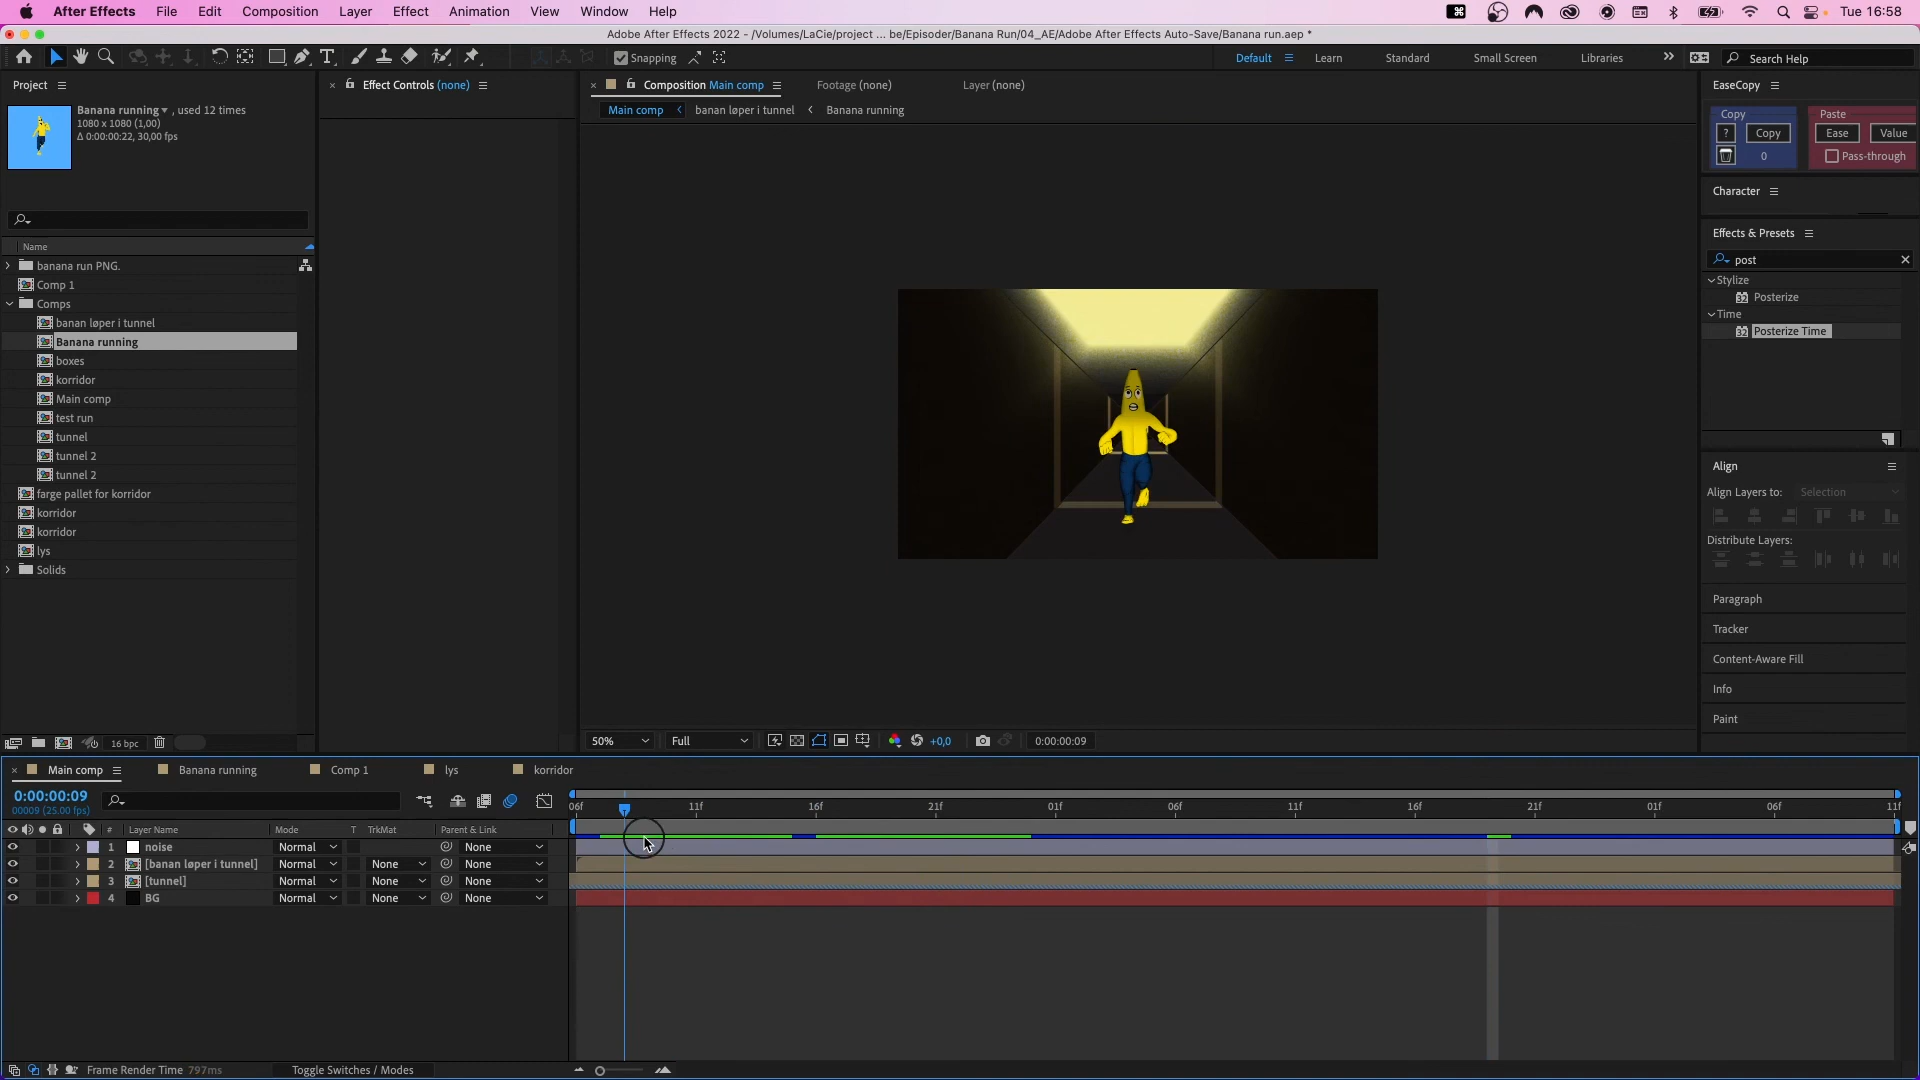 After Effects File Edit Composition Layer Effect Animation View Window Help Tue 16:58
Adobe After Effects 2022 - /Volumes/LaCie/project ... be/Episoder/Banana Run/04_AE/Adobe After Effects Auto-Save/Banana run.aep *
Snapping Default Learn Standard Small Screen Libraries Search Help
Project Effect Controls (none) Composition Main comp Footage (none) Layer (none) EaseCopy
Banana running , used 12 times
1080 x 1080 (1,00)
Δ 0:00:00:22, 30,00 fps
Main comp banan løper i tunnel Banana running
Copy Paste
? Copy Ease Value
0 Pass-through
Character
Effects & Presets
post
Stylize
Posterize
Time
Posterize Time
Name
banana run PNG.
Comp 1
Comps
banan løper i tunnel
Banana running
boxes
korridor
Main comp
test run
tunnel
tunnel 2
tunnel 2
farge pallet for korridor
korridor
korridor
lys
Solids
Align
Align Layers to: Selection
Distribute Layers:
Paragraph
Tracker
Content-Aware Fill
Info
Paint
16 bpc
50% Full +0,0 0:00:00:09
Main comp Banana running Comp 1 lys korridor
0:00:00:09
00009 (25.00 fps)
06f 11f 16f 21f 01f 06f 11f 16f 21f 01f 06f 11f
# Layer Name Mode T TrkMat Parent & Link
1 noise Normal None
2 [banan løper i tunnel] Normal None None
3 [tunnel] Normal None None
4 BG Normal None None
Frame Render Time 797ms Toggle Switches / Modes